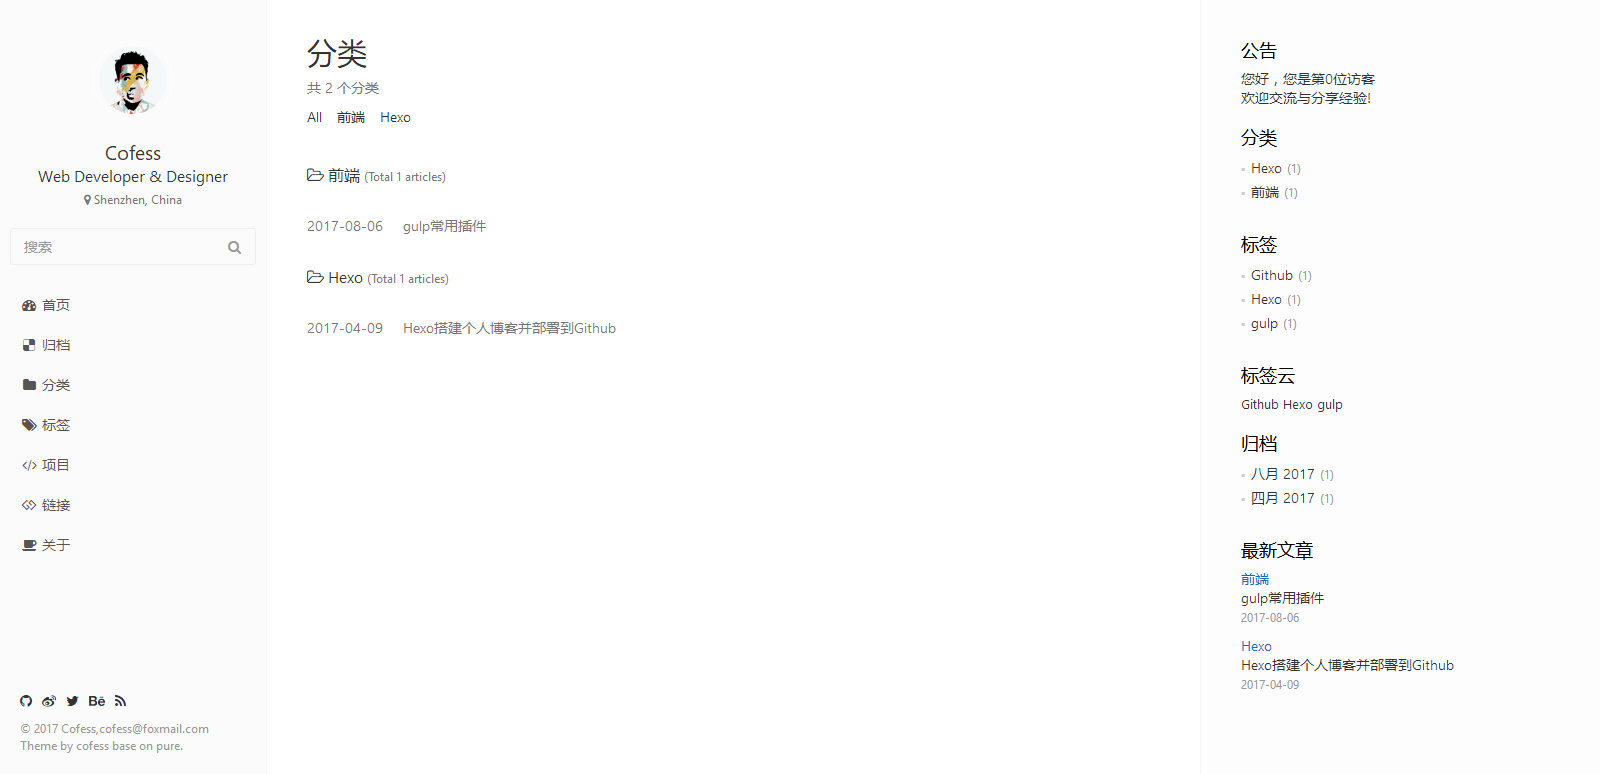 Cofess
Web Developer & Designer
Shenzhen, China
搜索
首页
归档
分类
标签
项目
链接
关于
Bē
© 2017 Cofess,cofess@foxmail.com
Theme by cofess base on pure.
分类
共 2 个分类
All 前端 Hexo
前端 (Total 1 articles)
2017-08-06 gulp常用插件
Hexo (Total 1 articles)
2017-04-09 Hexo搭建个人博客并部署到Github
公告
您好，您是第0位访客
欢迎交流与分享经验!
分类
Hexo (1)
前端 (1)
标签
Github (1)
Hexo (1)
gulp (1)
标签云
Github Hexo gulp
归档
八月 2017 (1)
四月 2017 (1)
最新文章
前端
gulp常用插件
2017-08-06
Hexo
Hexo搭建个人博客并部署到Github
2017-04-09